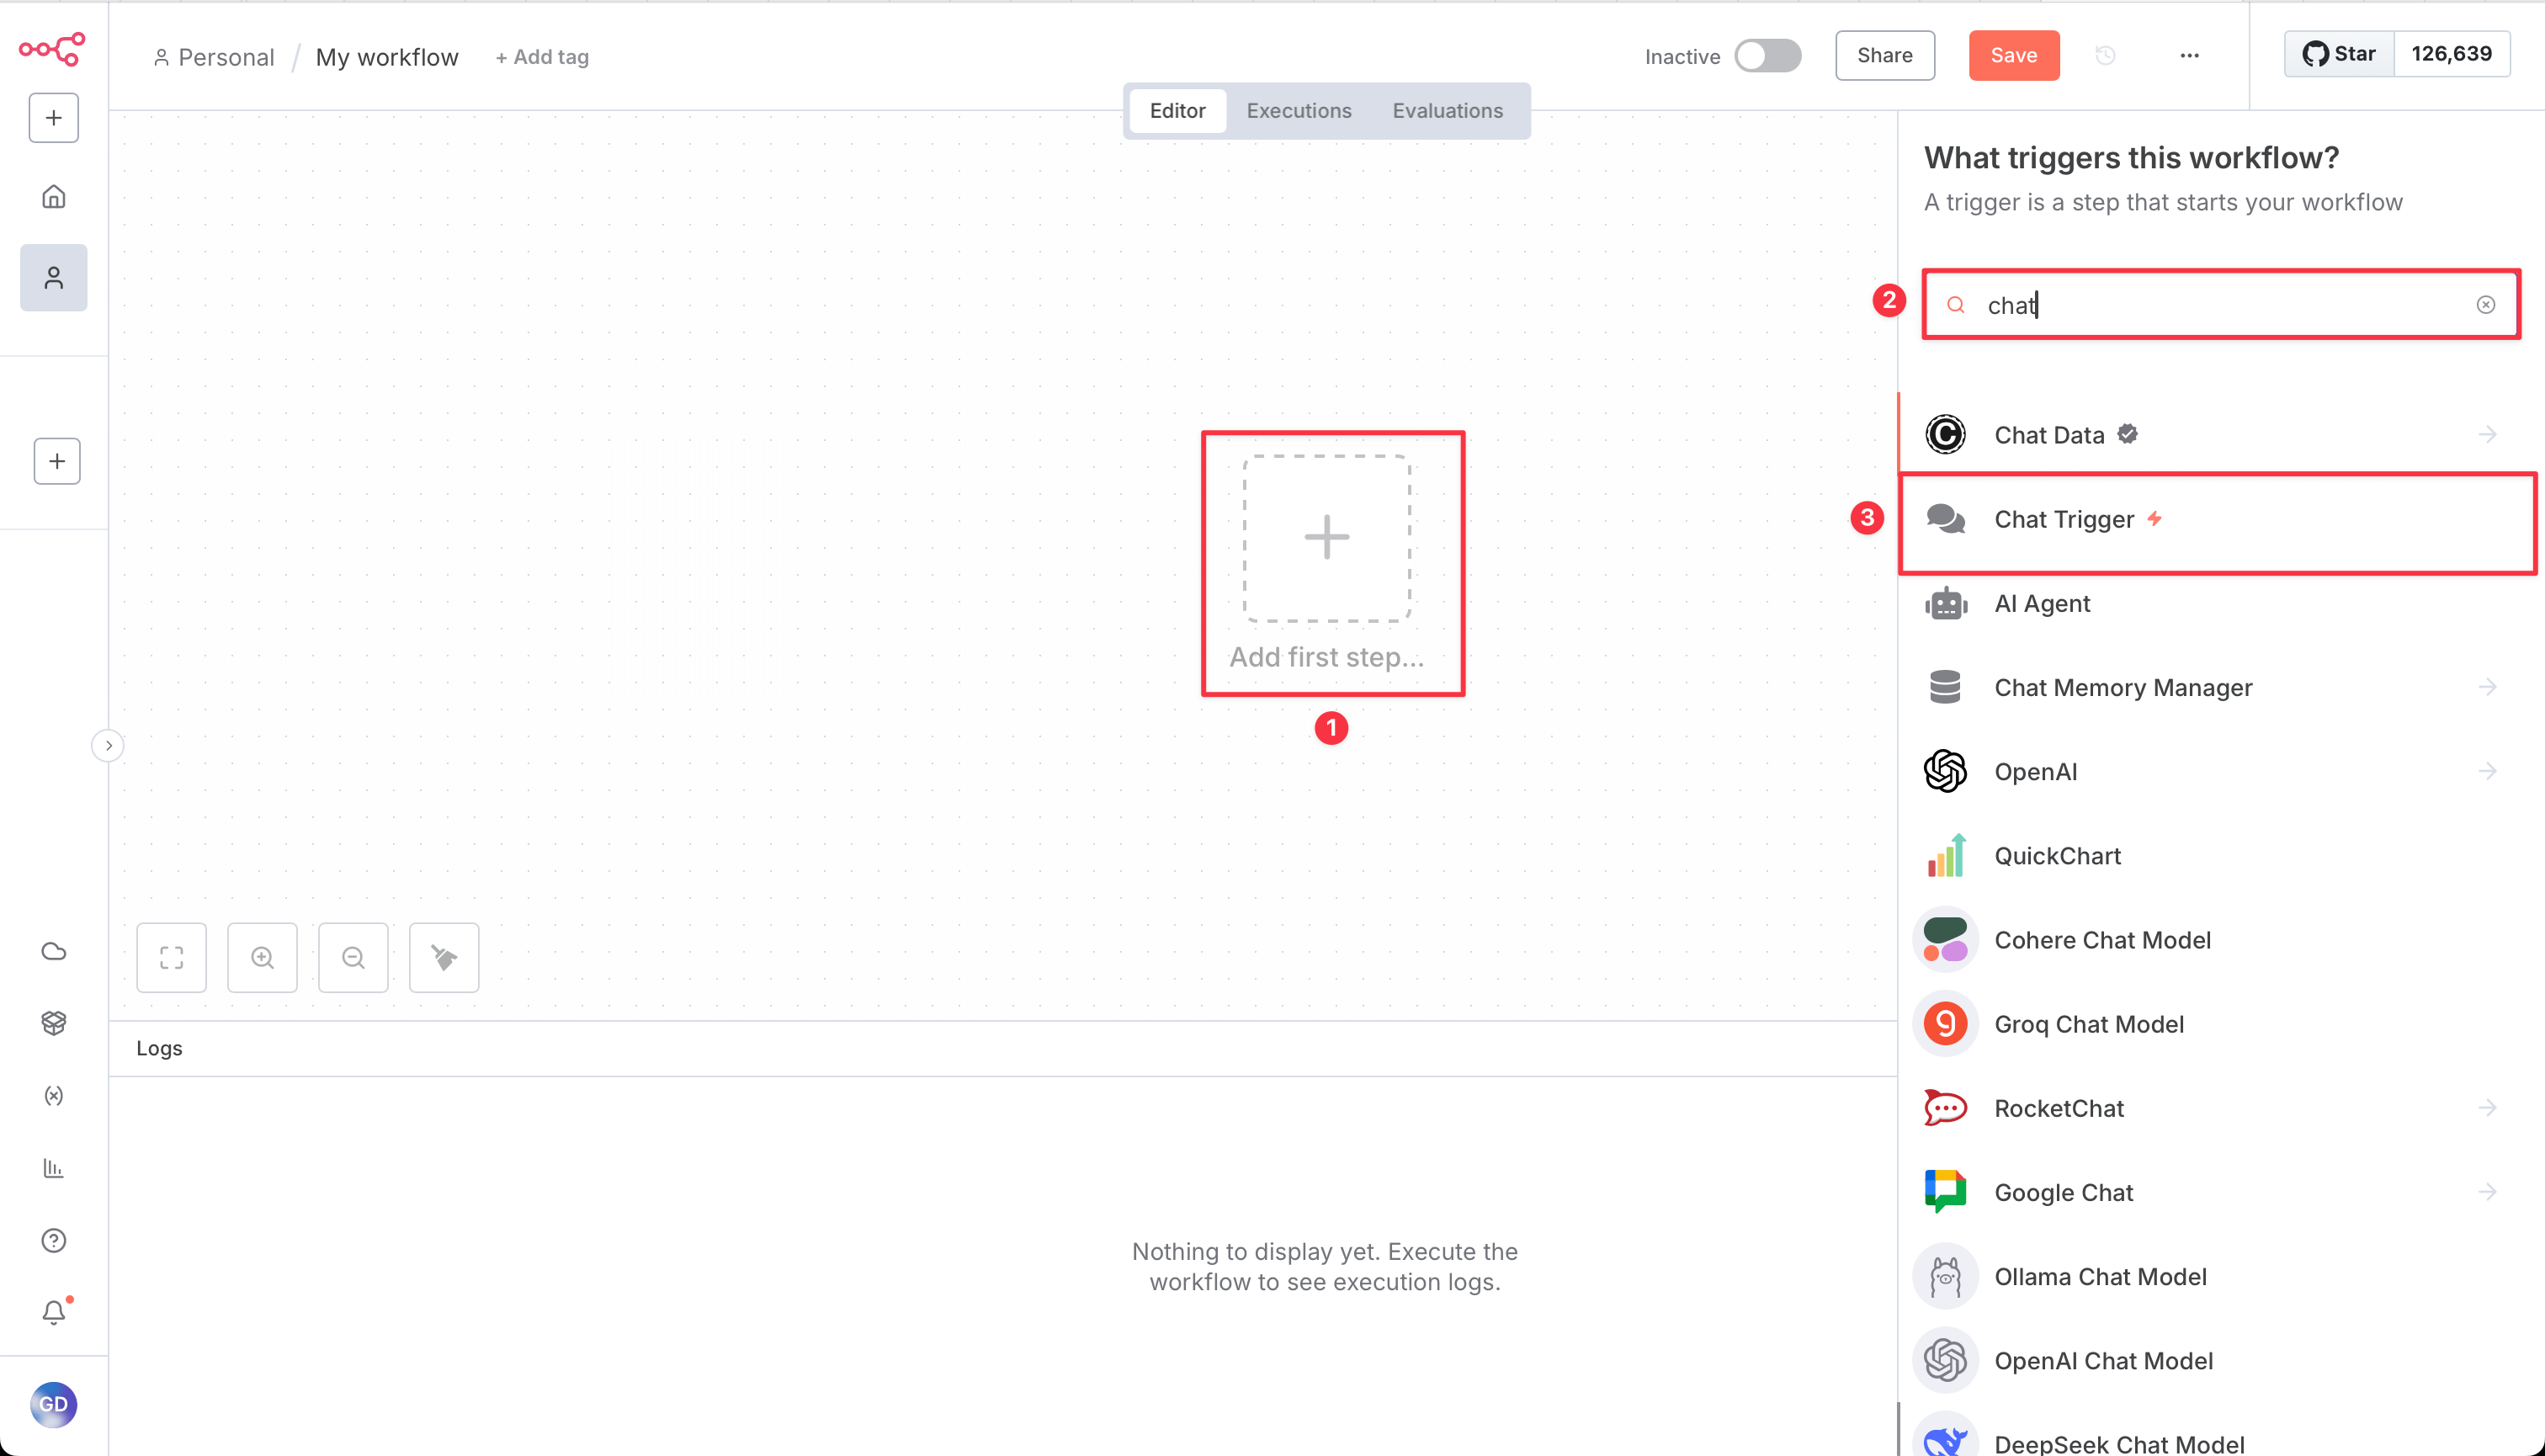 Personal / My workflow + Add tag
Inactive Share Save ... Star 126,639
Editor Executions Evaluations
What triggers this workflow?
A trigger is a step that starts your workflow
2 chat
Chat Data
3 Chat Trigger
AI Agent
Chat Memory Manager
OpenAI
QuickChart
Cohere Chat Model
Groq Chat Model
RocketChat
Google Chat
Ollama Chat Model
OpenAI Chat Model
DeepSeek Chat Model
Add first step...
1
Logs
Nothing to display yet. Execute the
workflow to see execution logs.
GD